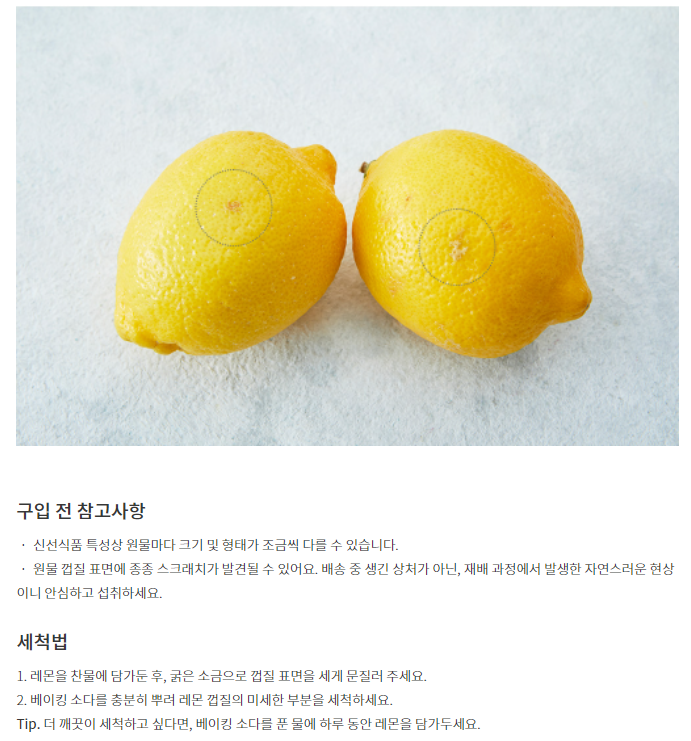 구입 전 참고사항
· 신선식품 특성상 원물마다 크기 및 형태가 조금씩 다를 수 있습니다.
· 원물 껍질 표면에 종종 스크래치가 발견될 수 있어요. 배송 중 생긴 상처가 아닌, 재배 과정에서 발생한 자연스러운 현상
이니 안심하고 섭취하세요.
세척법
1. 레몬을 찬물에 담가둔 후, 굵은 소금으로 껍질 표면을 세게 문질러 주세요.
2. 베이킹 소다를 충분히 뿌려 레몬 껍질의 미세한 부분을 세척하세요.
Tip. 더 깨끗이 세척하고 싶다면, 베이킹 소다를 푼 물에 하루 동안 레몬을 담가두세요.